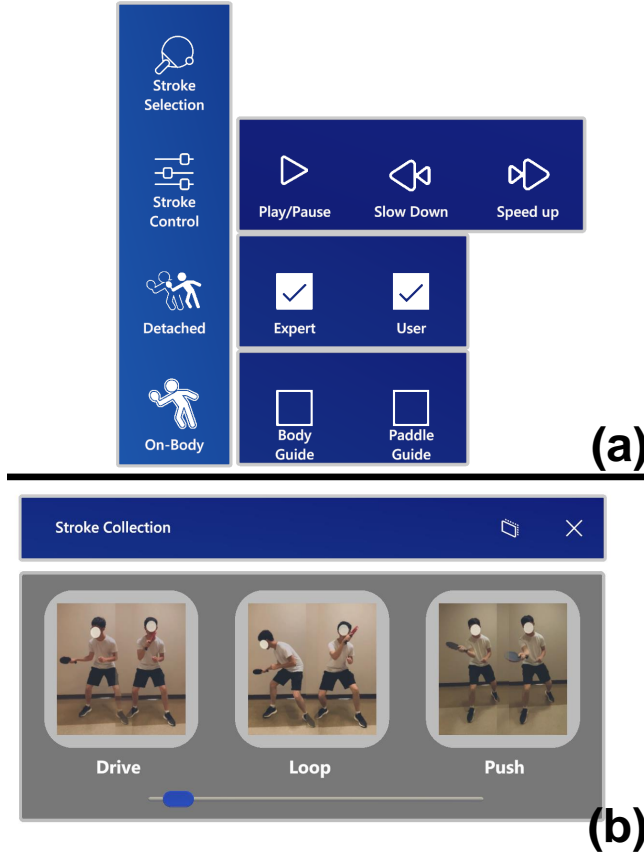 Stroke
Selection
Stroke
Control
Play/Pause
Slow Down
Speed up
Detached
Expert
User
On-Body
Body
Guide
Paddle
Guide
(a)
Stroke Collection
Drive
Loop
Push
(b)